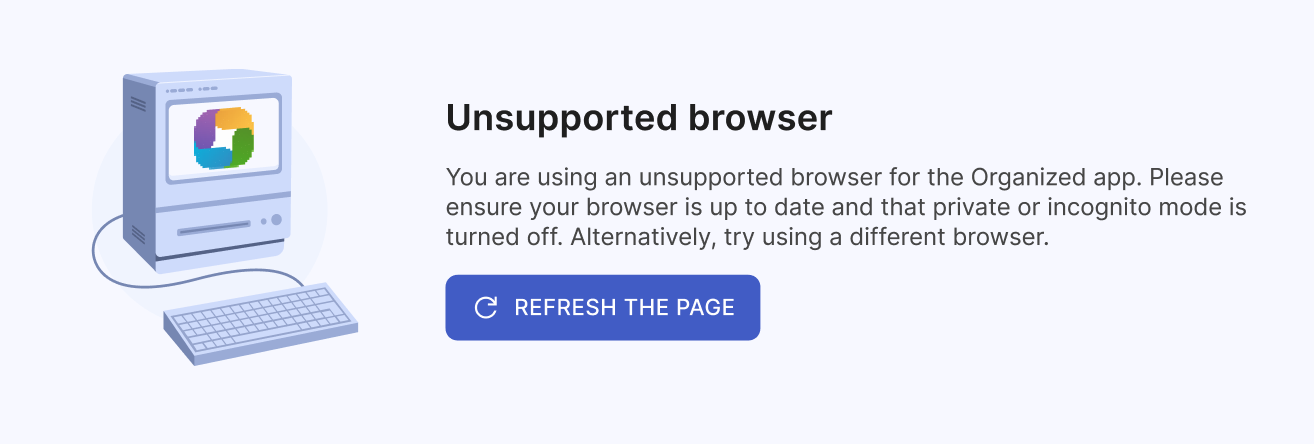 Unsupported browser
You are using an unsupported browser for the Organized app. Please
ensure your browser is up to date and that private or incognito mode is
turned off. Alternatively, try using a different browser.
REFRESH THE PAGE